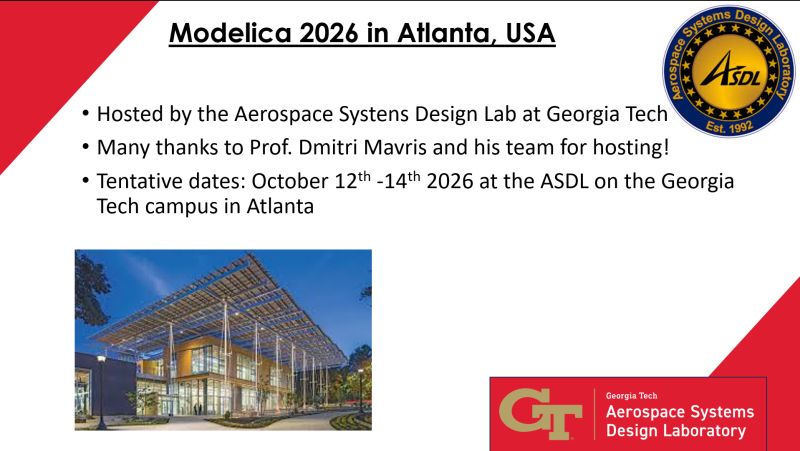 Modelica 2026 in Atlanta, USA
Aerospace Systems Design Laboratory
ASDL
Est. 1992
• Hosted by the Aerospace Systens Design Lab at Georgia Tech
• Many thanks to Prof. Dmitri Mavris and his team for hosting!
• Tentative dates: October 12th -14th 2026 at the ASDL on the Georgia
Tech campus in Atlanta
GT
Georgia Tech
Aerospace Systems
Design Laboratory